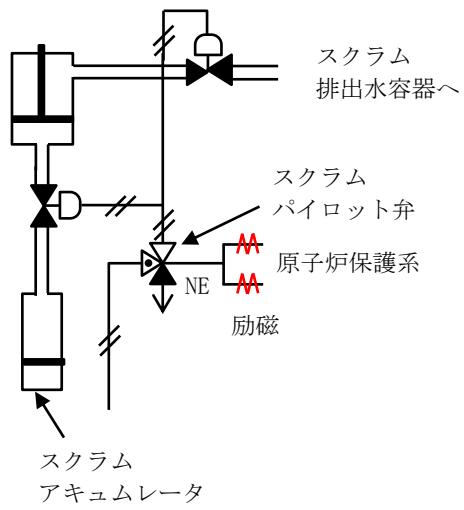 スクラム
排出水容器へ
スクラム
パイロット弁
原子炉保護系
NE
励磁
スクラム
アキュムレータ